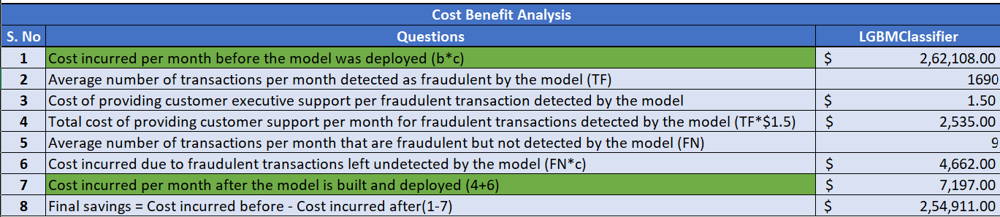 Cost Benefit Analysis
S. No Questions LGBMClassifier
1 Cost incurred per month before the model was deployed (b*c) $ 2,62,108.00
2 Average number of transactions per month detected as fraudulent by the model (TF) 1690
3 Cost of providing customer executive support per fraudulent transaction detected by the model $ 1.50
4 Total cost of providing customer support per month for fraudulent transactions detected by the model (TF*$1.5) $ 2,535.00
5 Average number of transactions per month that are fraudulent but not detected by the model (FN) 9
6 Cost incurred due to fraudulent transactions left undetected by the model (FN*c) $ 4,662.00
7 Cost incurred per month after the model is built and deployed (4+6) $ 7,197.00
8 Final savings = Cost incurred before - Cost incurred after(1-7) $ 2,54,911.00